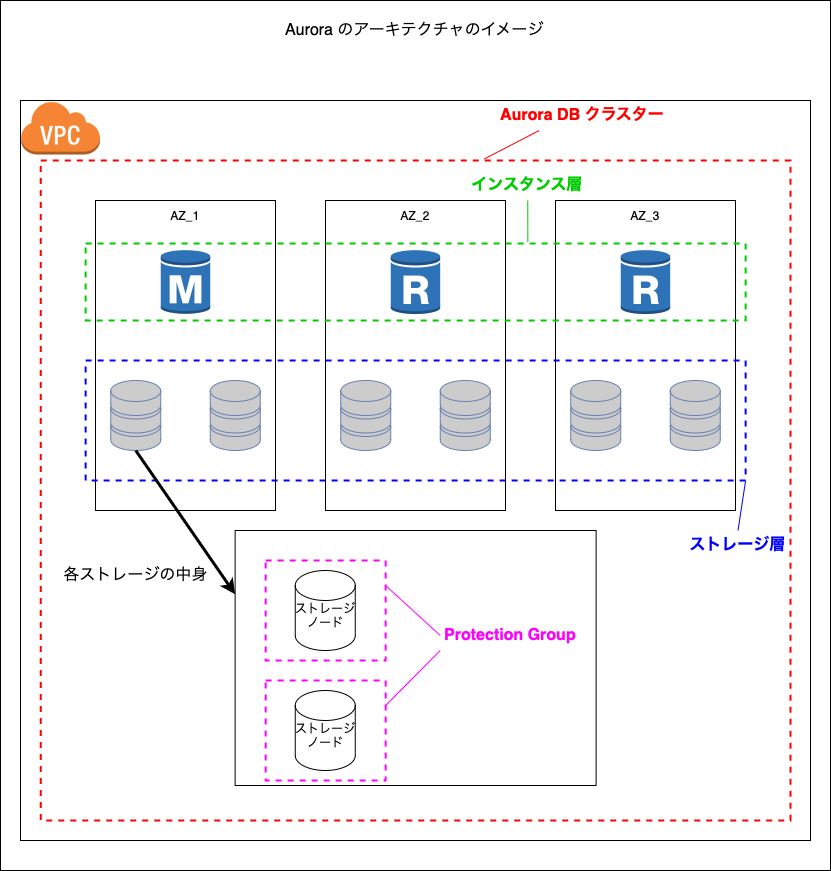 Aurora のアーキテクチャのイメージ
VPC
Aurora DB クラスター
インスタンス層
AZ_1
AZ_2
AZ_3
M
R
R
ストレージ層
各ストレージの中身
ストレージ
ノード
Protection Group
ストレージ
ノード